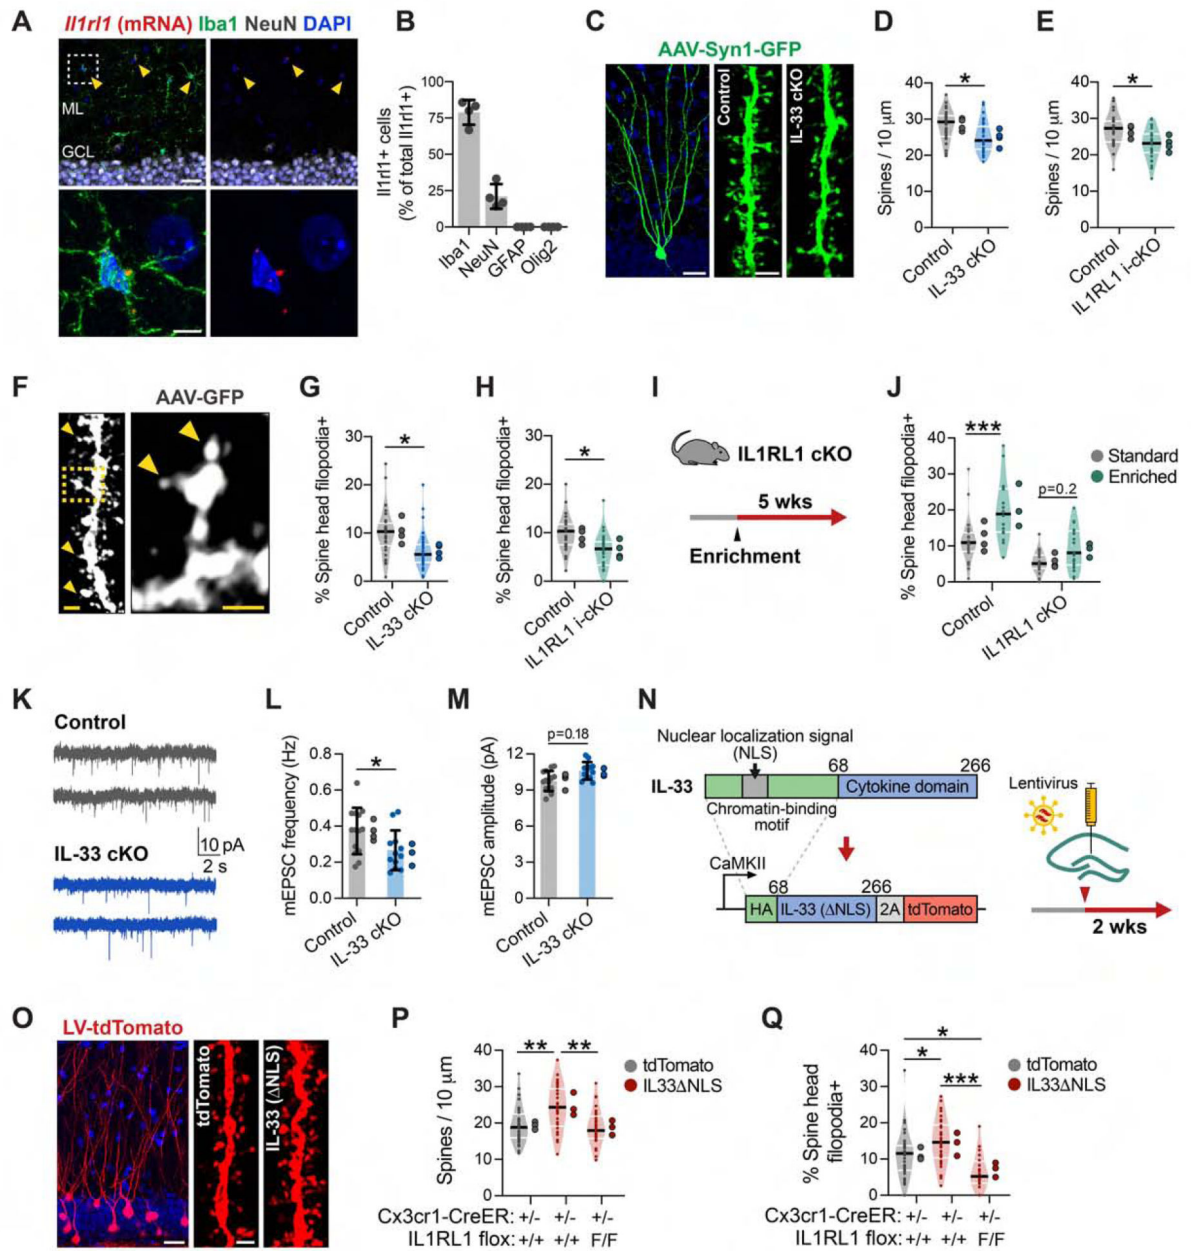 A
Il1rl1 (mRNA) Iba1 NeuN DAPI
ML
GCL
B
Il1rl1+ cells
(% of total Il1rl1+)
100
75
50
25
0
Iba1
NeuN
GFAP
Olig2
C
AAV-Syn1-GFP
Control
IL-33 cKO
D
Spines / 10 µm
40
30
20
10
0
*
Control
IL-33 cKO
E
Spines / 10 µm
40
30
20
10
0
*
Control
IL1RL1 i-cKO
F
AAV-GFP
G
% Spine head filopodia+
30
20
10
0
*
Control
IL-33 cKO
H
% Spine head filopodia+
30
20
10
0
*
Control
IL1RL1 i-cKO
I
IL1RL1 cKO
5 wks
Enrichment
J
% Spine head filopodia+
40
30
20
10
0
***
p=0.2
Standard
Enriched
Control
IL1RL1 cKO
K
Control
10 pA
2 s
IL-33 cKO
L
mEPSC frequency (Hz)
0.8
0.6
0.4
0.2
0.0
*
Control
IL-33 cKO
M
mEPSC amplitude (pA)
12
9
6
3
0
p=0.18
Control
IL-33 cKO
N
Nuclear localization signal
(NLS)
68
266
IL-33
Cytokine domain
Chromatin-binding
motif
CaMKII
68
266
HA
IL-33 (ΔNLS)
2A
tdTomato
Lentivirus
2 wks
O
LV-tdTomato
tdTomato
IL-33 (ΔNLS)
P
Spines / 10 µm
40
30
20
10
0
** **
tdTomato
IL33ΔNLS
Cx3cr1-CreER: +/- +/- +/-
IL1RL1 flox: +/+ +/+ F/F
Q
% Spine head
filopodia+
40
30
20
10
0
*
*
***
tdTomato
IL33ΔNLS
Cx3cr1-CreER: +/- +/- +/-
IL1RL1 flox: +/+ +/+ F/F